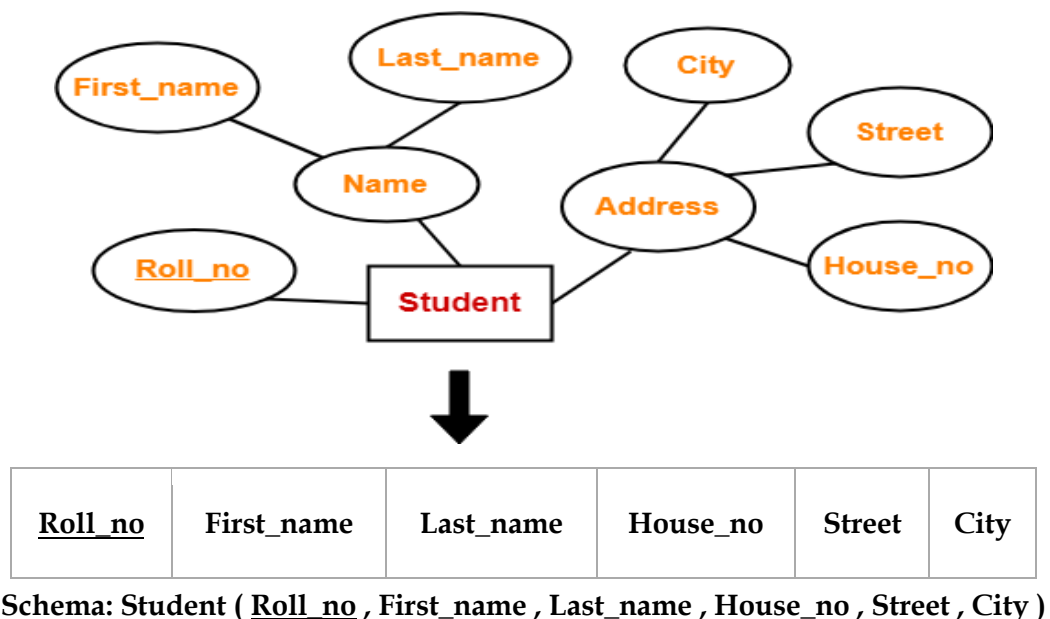 Last_name
City
First_name
Street
Name
Address
Roll_no
House_no
Student
Roll_no First_name Last_name House_no Street City
Schema: Student ( Roll_no , First_name , Last_name , House_no , Street , City )